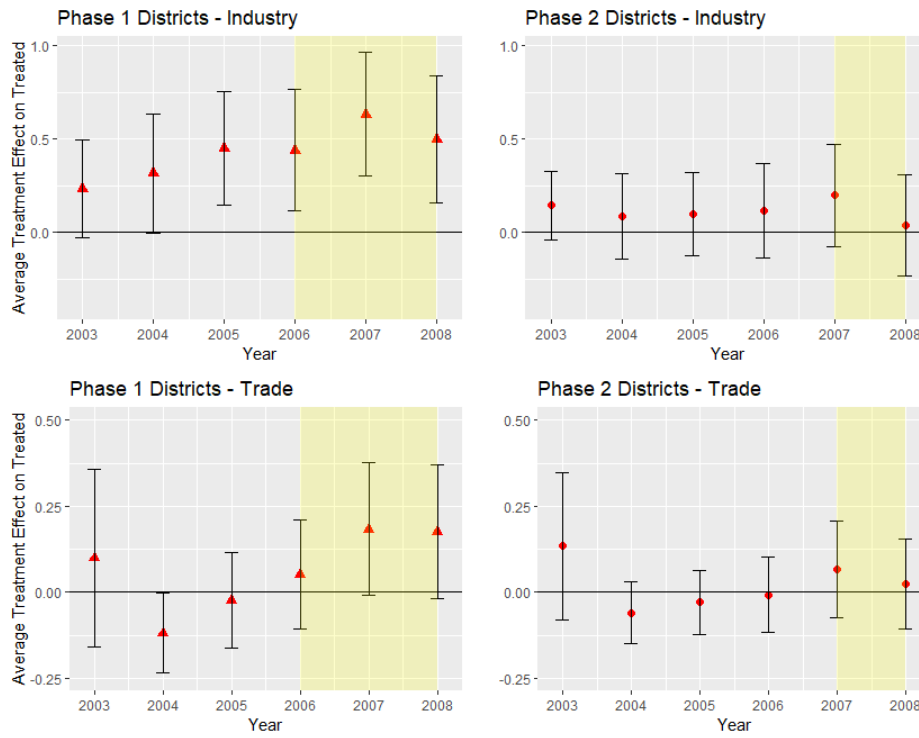 Phase 1 Districts - Industry
Average Treatment Effect on Treated
1.0
0.5
0.0
2003 2004 2005 2006 2007 2008
Year
Phase 2 Districts - Industry
1.0
0.5
0.0
2003 2004 2005 2006 2007 2008
Year
Phase 1 Districts - Trade
Average Treatment Effect on Treated
0.50
0.25
0.00
-0.25
2003 2004 2005 2006 2007 2008
Year
Phase 2 Districts - Trade
0.50
0.25
0.00
-0.25
2003 2004 2005 2006 2007 2008
Year